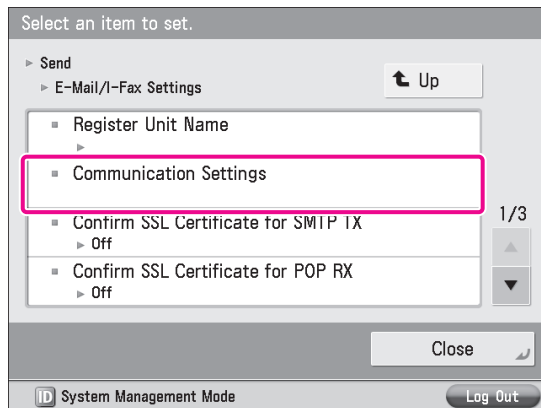 Select an item to set.
Send
E-Mail/I-Fax Settings
Up
Register Unit Name
Communication Settings
Confirm SSL Certificate for SMTP TX
Off
1/3
Confirm SSL Certificate for POP RX
Off
Close
ID System Management Mode
Log Out